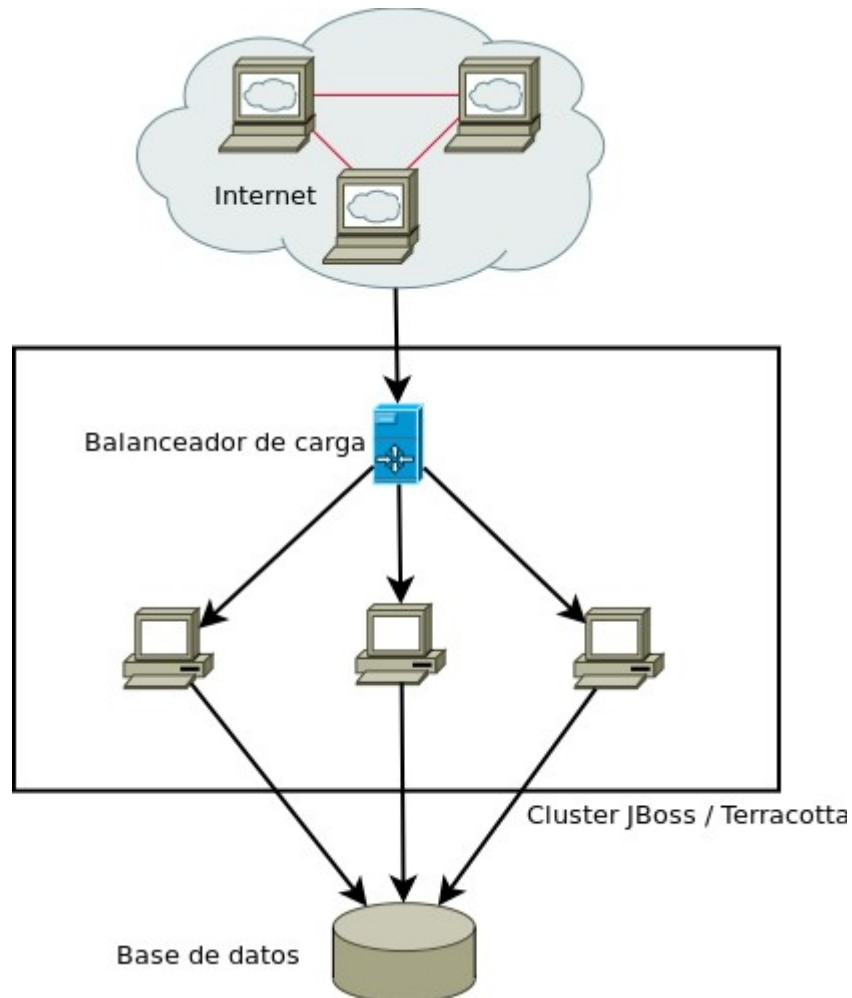 Internet
Balanceador de carga
Cluster JBoss / Terracotta
Base de datos